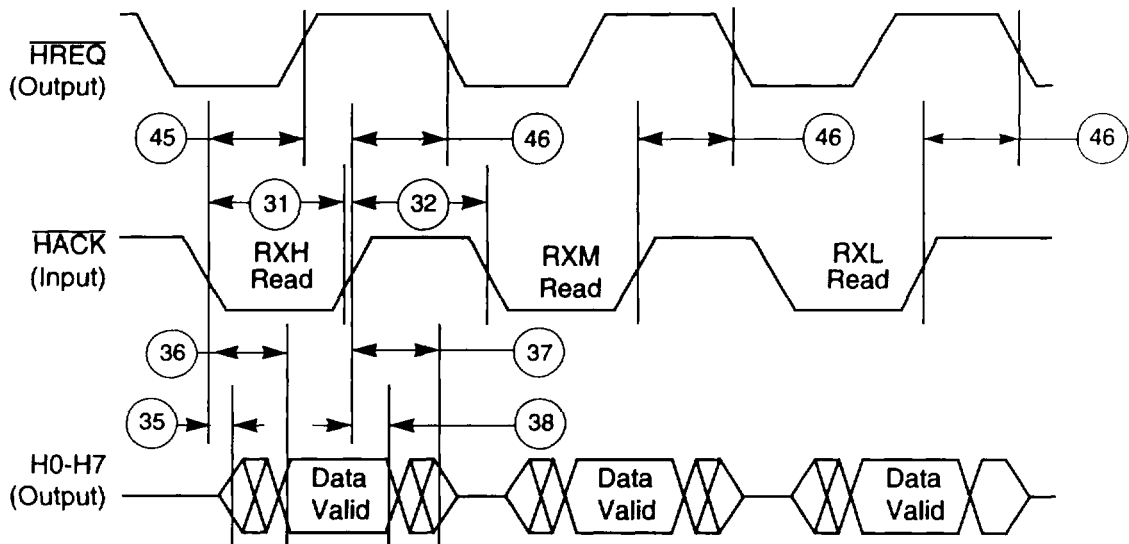 HREQ
(Output)
45
46
46
46
31
32
HACK
(Input)
RXH
Read
RXM
Read
RXL
Read
36
37
35
38
H0-H7
(Output)
Data
Valid
Data
Valid
Data
Valid